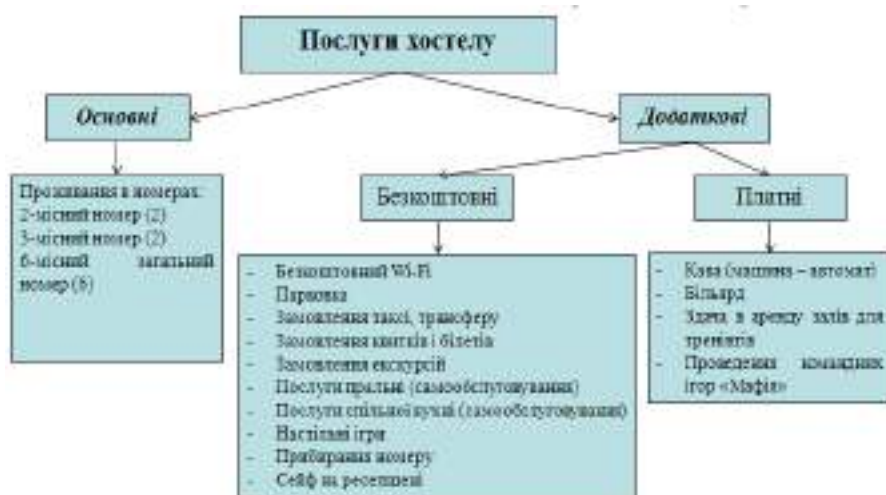 Послуги хостелу
Основні
Додаткові
Проживання в номерах:
2-місний номер (2)
3-місний номер (2)
6-місний загальний
номер (6)
Безкоштовні
Платні
- Безкоштовний Wi-Fi
- Парковка
- Замовлення таксі, трансферу
- Замовлення квитків і білетів
- Замовлення екскурсій
- Послуги пральні (самообслуговування)
- Послуги спільної кухні (самообслуговування)
- Настільні ігри
- Прибирання номеру
- Сейф на ресепшені
- Кава (машина – автомат)
- Більярд
- Здача в аренду залів для
тренінгів
- Проведення командних
ігор «Мафія»